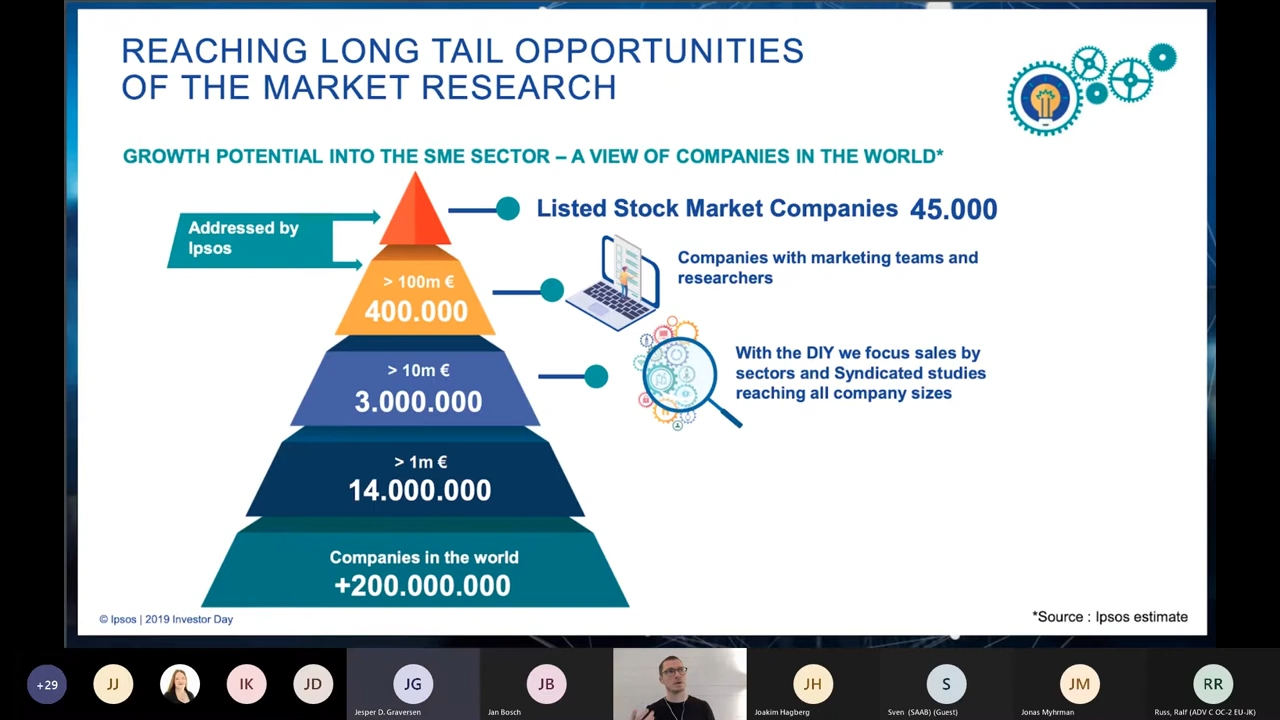 REACHING LONG TAIL OPPORTUNITIES
OF THE MARKET RESEARCH
GROWTH POTENTIAL INTO THE SME SECTOR – A VIEW OF COMPANIES IN THE WORLD*
Addressed by
Ipsos
Listed Stock Market Companies 45.000
Companies with marketing teams and
researchers
> 100m €
400.000
With the DIY we focus sales by
sectors and Syndicated studies
reaching all company sizes
> 10m €
3.000.000
> 1m €
14.000.000
Companies in the world
+200.000.000
© Ipsos | 2019 Investor Day
*Source : Ipsos estimate
+29
JJ
IK
JD
JG
JB
JH
S
JM
RR
Jesper D. Graversen
Jan Bosch
Joakim Hagberg
Sven (SAAB) (Guest)
Jonas Myhrman
Russ, Ralf (ADV C OC-2 EU-JK)